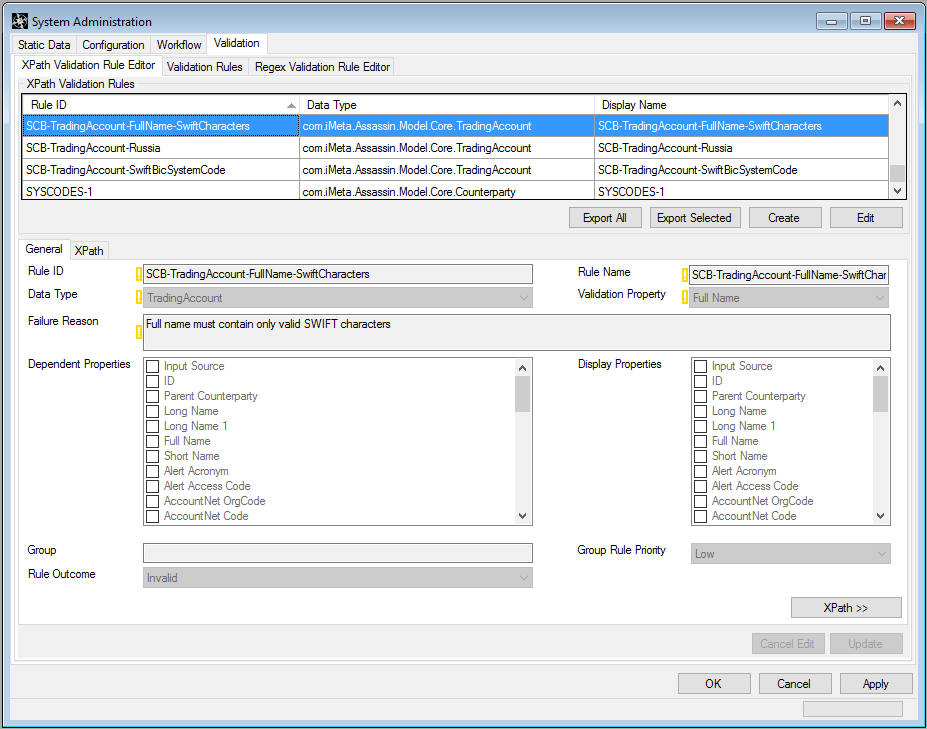 System Administration
Static Data Configuration Workflow Validation
XPath Validation Rule Editor Validation Rules Regex Validation Rule Editor
XPath Validation Rules
Rule ID Data Type Display Name
SCB-TradingAccount-FullName-SwiftCharacters com.iMeta.Assassin.Model.Core.TradingAccount SCB-TradingAccount-FullName-SwiftCharacters
SCB-TradingAccount-Russia com.iMeta.Assassin.Model.Core.TradingAccount SCB-TradingAccount-Russia
SCB-TradingAccount-SwiftBicSystemCode com.iMeta.Assassin.Model.Core.TradingAccount SCB-TradingAccount-SwiftBicSystemCode
SYSCODES-1 com.iMeta.Assassin.Model.Core.Counterparty SYSCODES-1
Export All Export Selected Create Edit
General XPath
Rule ID SCB-TradingAccount-FullName-SwiftCharacters Rule Name SCB-TradingAccount-FullName-SwiftChar
Data Type TradingAccount Validation Property Full Name
Failure Reason Full name must contain only valid SWIFT characters
Dependent Properties Input Source Display Properties Input Source
ID ID
Parent Counterparty Parent Counterparty
Long Name Long Name
Long Name 1 Long Name 1
Full Name Full Name
Short Name Short Name
Alert Acronym Alert Acronym
Alert Access Code Alert Access Code
AccountNet OrgCode AccountNet OrgCode
AccountNet Code AccountNet Code
Group Group Rule Priority Low
Rule Outcome Invalid
XPath >>
Cancel Edit Update
OK Cancel Apply